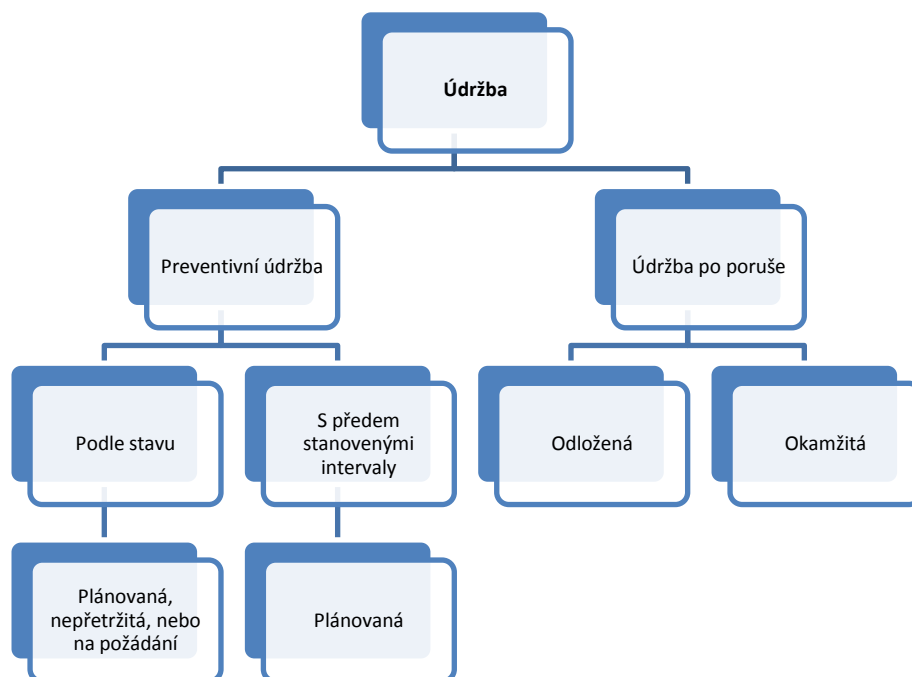 Údržba
Preventivní údržba
Údržba po poruše
Podle stavu
S předem
stanovenými
intervaly
Odložená
Okamžitá
Plánovaná,
nepřetržitá, nebo
na požádání
Plánovaná